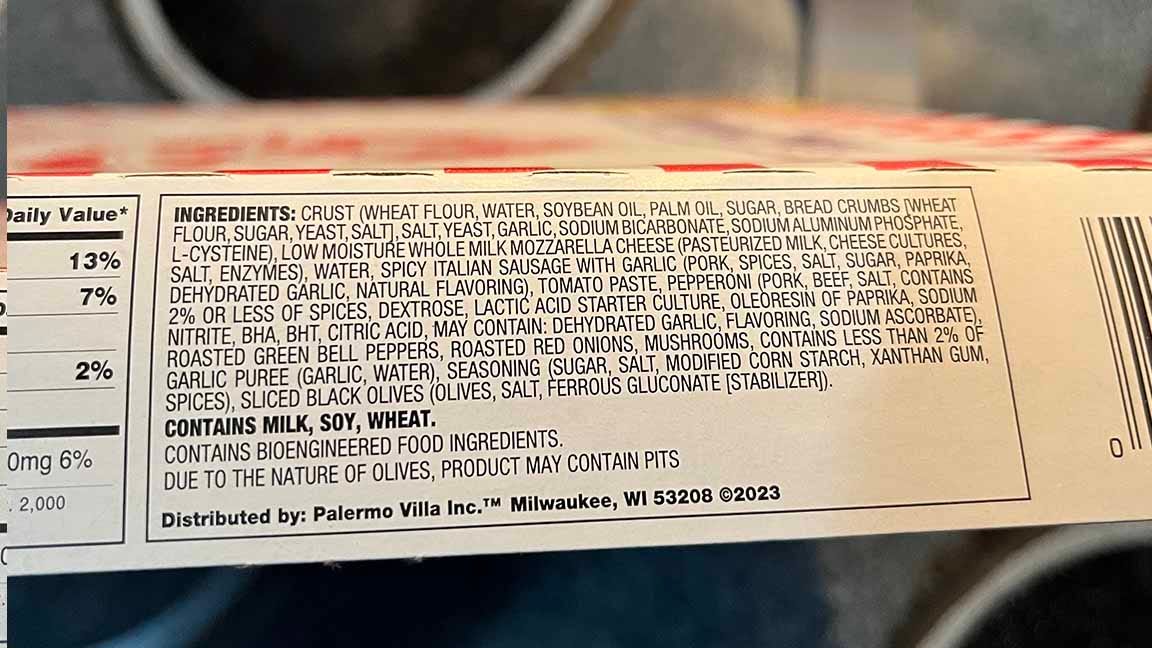 Daily Value*
13%
7%
2%
0mg 6%
2,000
INGREDIENTS: CRUST (WHEAT FLOUR, WATER, SOYBEAN OIL, PALM OIL, SUGAR, BREAD CRUMBS [WHEAT
FLOUR, SUGAR, YEAST, SALT], SALT, YEAST, GARLIC, SODIUM BICARBONATE, SODIUM ALUMINUM PHOSPHATE,
L-CYSTEINE), LOW MOISTURE WHOLE MILK MOZZARELLA CHEESE (PASTEURIZED MILK, CHEESE CULTURES,
SALT, ENZYMES), WATER, SPICY ITALIAN SAUSAGE WITH GARLIC (PORK, SPICES, SALT, SUGAR, PAPRIKA,
DEHYDRATED GARLIC, NATURAL FLAVORING), TOMATO PASTE, PEPPERONI (PORK, BEEF, SALT, CONTAINS
2% OR LESS OF SPICES, DEXTROSE, LACTIC ACID STARTER CULTURE, OLEORESIN OF PAPRIKA, SODIUM
NITRITE, BHA, BHT, CITRIC ACID, MAY CONTAIN: DEHYDRATED GARLIC, FLAVORING, SODIUM ASCORBATE),
ROASTED GREEN BELL PEPPERS, ROASTED RED ONIONS, MUSHROOMS, CONTAINS LESS THAN 2% OF
GARLIC PUREE (GARLIC, WATER), SEASONING (SUGAR, SALT, MODIFIED CORN STARCH, XANTHAN GUM,
SPICES), SLICED BLACK OLIVES (OLIVES, SALT, FERROUS GLUCONATE [STABILIZER]).
CONTAINS MILK, SOY, WHEAT.
CONTAINS BIOENGINEERED FOOD INGREDIENTS.
DUE TO THE NATURE OF OLIVES, PRODUCT MAY CONTAIN PITS
Distributed by: Palermo Villa Inc.™ Milwaukee, WI 53208 ©2023
0